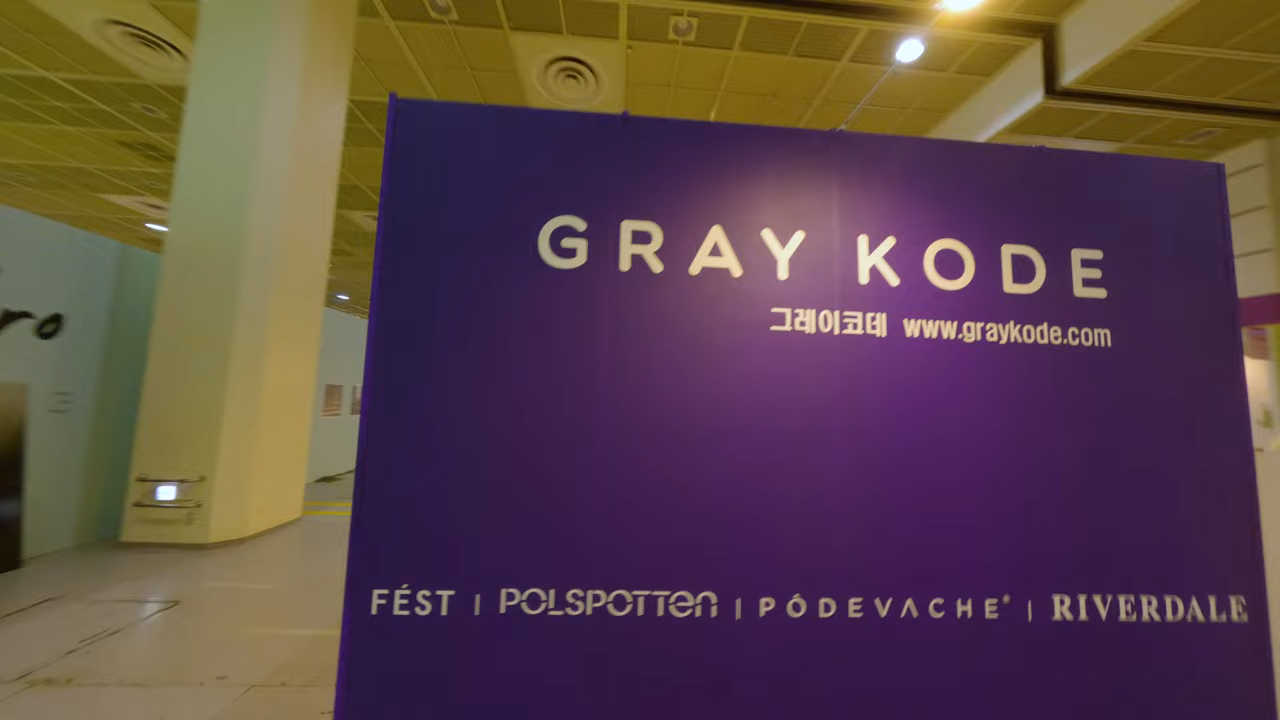 GRAY KODE
그레이코데 www.graykode.com
FÉST | POLSPOTTEN | PÓDEVACHE® | RIVERDALE